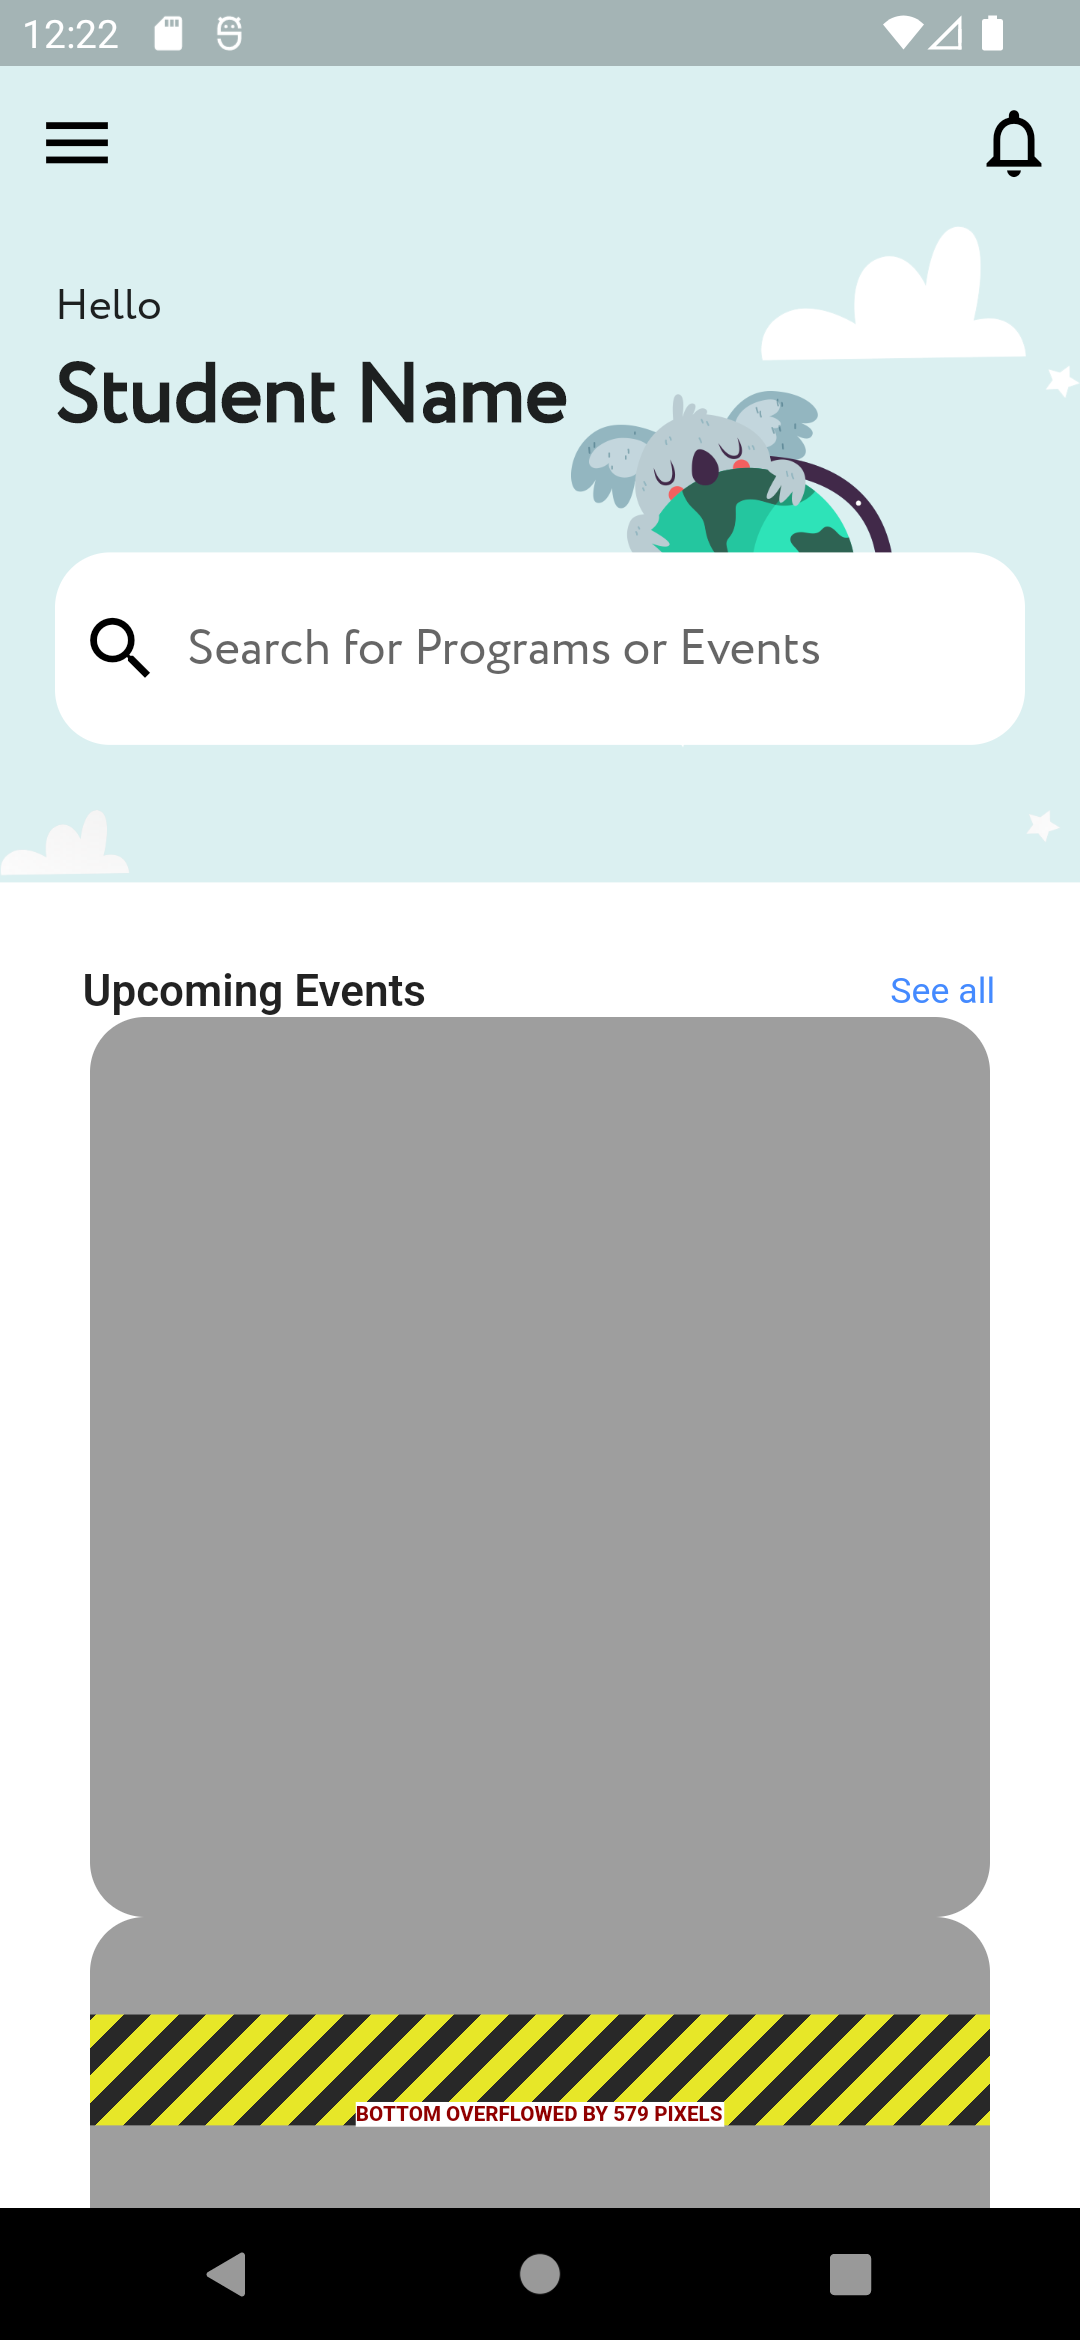 12:22
Hello
Student Name
Search for Programs or Events
Upcoming Events
See all
BOTTOM OVERFLOWED BY 579 PIXELS